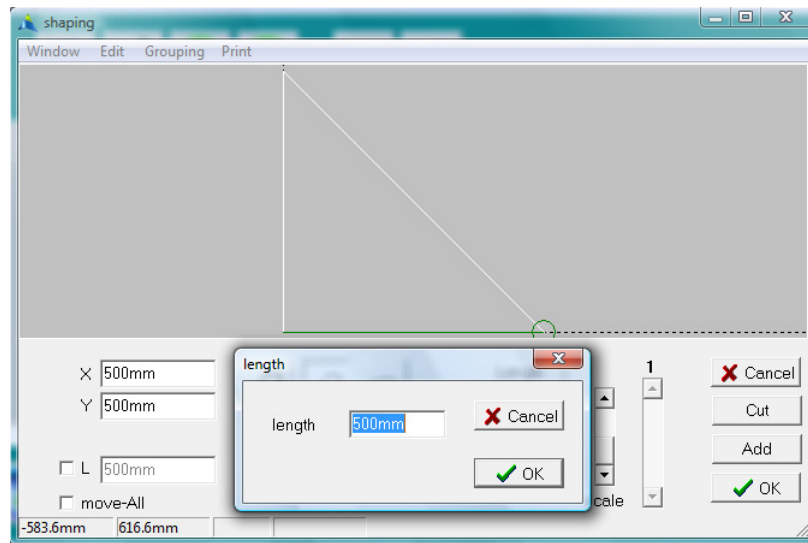 shaping
Window Edit Grouping Print
X 500mm
Y 500mm
L 500mm
move-All
-583.6mm 616.6mm
length
length 500mm
Cancel
OK
1
cale
Cancel
Cut
Add
OK